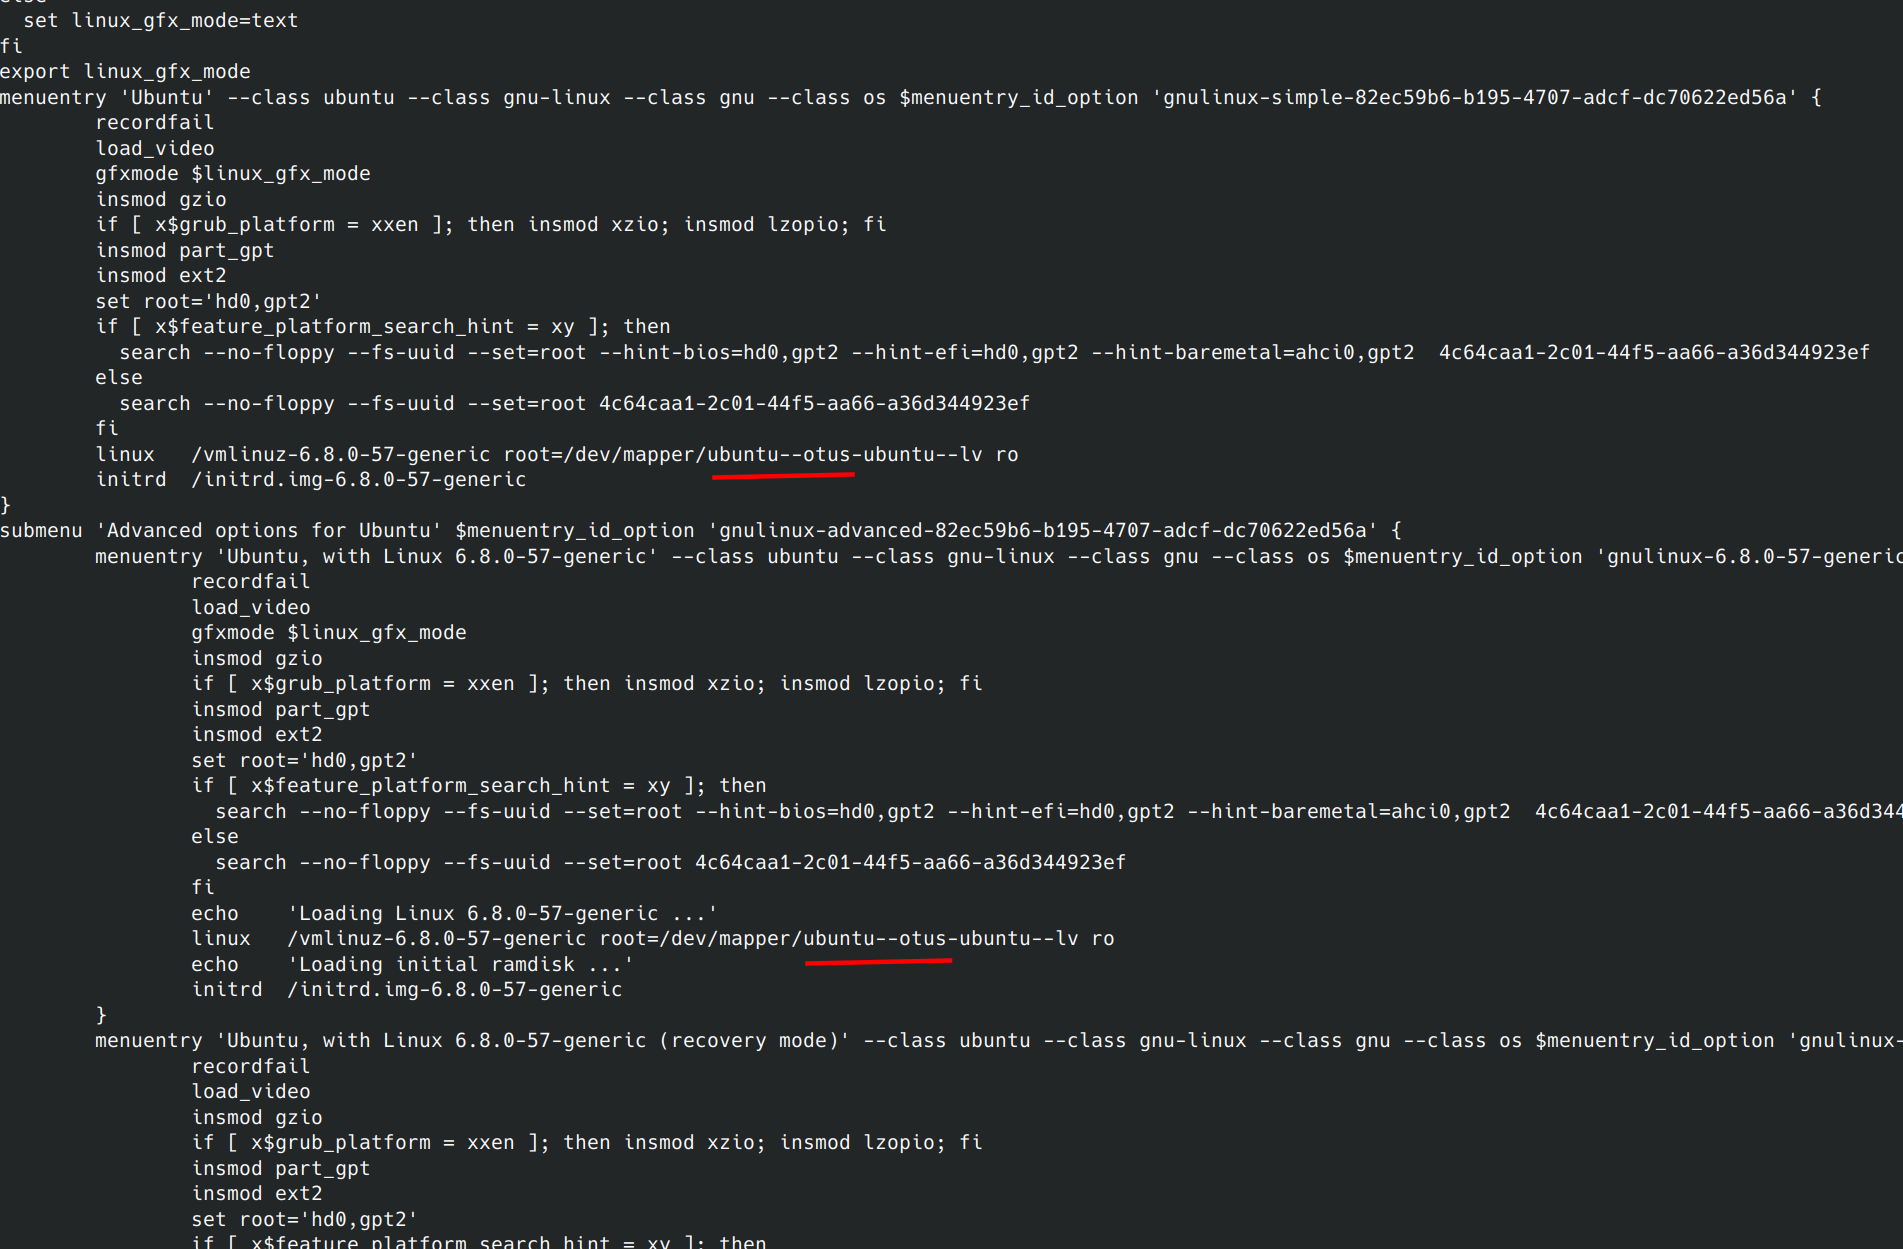 else
  set linux_gfx_mode=text
fi
export linux_gfx_mode
menuentry 'Ubuntu' --class ubuntu --class gnu-linux --class gnu --class os $menuentry_id_option 'gnulinux-simple-82ec59b6-b195-4707-adcf-dc70622ed56a' {
        recordfail
        load_video
        gfxmode $linux_gfx_mode
        insmod gzio
        if [ x$grub_platform = xxen ]; then insmod xzio; insmod lzopio; fi
        insmod part_gpt
        insmod ext2
        set root='hd0,gpt2'
        if [ x$feature_platform_search_hint = xy ]; then
          search --no-floppy --fs-uuid --set=root --hint-bios=hd0,gpt2 --hint-efi=hd0,gpt2 --hint-baremetal=ahci0,gpt2  4c64caa1-2c01-44f5-aa66-a36d344923ef
        else
          search --no-floppy --fs-uuid --set=root 4c64caa1-2c01-44f5-aa66-a36d344923ef
        fi
        linux   /vmlinuz-6.8.0-57-generic root=/dev/mapper/ubuntu--otus-ubuntu--lv ro
        initrd  /initrd.img-6.8.0-57-generic
}
submenu 'Advanced options for Ubuntu' $menuentry_id_option 'gnulinux-advanced-82ec59b6-b195-4707-adcf-dc70622ed56a' {
        menuentry 'Ubuntu, with Linux 6.8.0-57-generic' --class ubuntu --class gnu-linux --class gnu --class os $menuentry_id_option 'gnulinux-6.8.0-57-generic
                recordfail
                load_video
                gfxmode $linux_gfx_mode
                insmod gzio
                if [ x$grub_platform = xxen ]; then insmod xzio; insmod lzopio; fi
                insmod part_gpt
                insmod ext2
                set root='hd0,gpt2'
                if [ x$feature_platform_search_hint = xy ]; then
                  search --no-floppy --fs-uuid --set=root --hint-bios=hd0,gpt2 --hint-efi=hd0,gpt2 --hint-baremetal=ahci0,gpt2  4c64caa1-2c01-44f5-aa66-a36d344
                else
                  search --no-floppy --fs-uuid --set=root 4c64caa1-2c01-44f5-aa66-a36d344923ef
                fi
                echo    'Loading Linux 6.8.0-57-generic ...'
                linux   /vmlinuz-6.8.0-57-generic root=/dev/mapper/ubuntu--otus-ubuntu--lv ro
                echo    'Loading initial ramdisk ...'
                initrd  /initrd.img-6.8.0-57-generic
        }
        menuentry 'Ubuntu, with Linux 6.8.0-57-generic (recovery mode)' --class ubuntu --class gnu-linux --class gnu --class os $menuentry_id_option 'gnulinux-
                recordfail
                load_video
                insmod gzio
                if [ x$grub_platform = xxen ]; then insmod xzio; insmod lzopio; fi
                insmod part_gpt
                insmod ext2
                set root='hd0,gpt2'
                if [ x$feature_platform_search_hint = xy ]; then